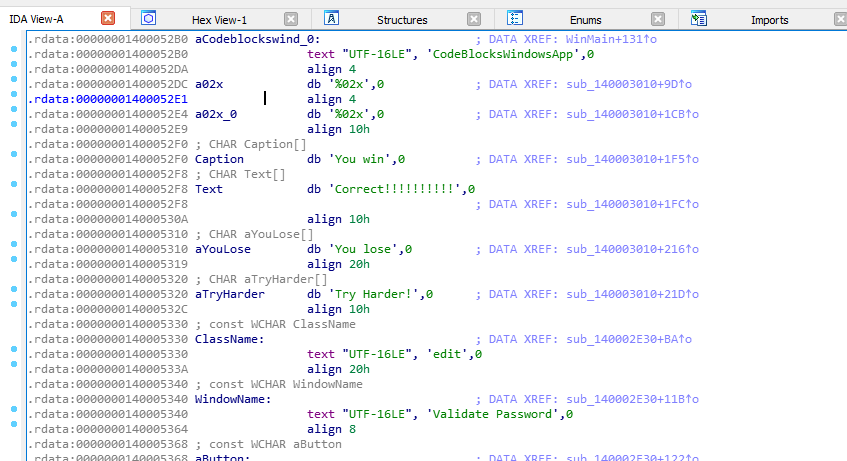 IDA View-A Hex View-1 Structures Enums Imports
.rdata:00000001400052B0 aCodeblockswind_0: ; DATA XREF: WinMain+131↑o
.rdata:00000001400052B0 text "UTF-16LE", 'CodeBlocksWindowsApp',0
.rdata:00000001400052DA align 4
.rdata:00000001400052DC a02x db '%02x',0 ; DATA XREF: sub_140003010+9D↑o
.rdata:00000001400052E1 align 4
.rdata:00000001400052E4 a02x_0 db '%02x',0 ; DATA XREF: sub_140003010+1CB↑o
.rdata:00000001400052E9 align 10h
.rdata:00000001400052F0 ; CHAR Caption[]
.rdata:00000001400052F0 Caption db 'You win',0 ; DATA XREF: sub_140003010+1F5↑o
.rdata:00000001400052F8 ; CHAR Text[]
.rdata:00000001400052F8 Text db 'Correct!!!!!!!!!!',0
.rdata:00000001400052F8 ; DATA XREF: sub_140003010+1FC↑o
.rdata:000000014000530A align 10h
.rdata:0000000140005310 ; CHAR aYouLose[]
.rdata:0000000140005310 aYouLose db 'You lose',0 ; DATA XREF: sub_140003010+216↑o
.rdata:0000000140005319 align 20h
.rdata:0000000140005320 ; CHAR aTryHarder[]
.rdata:0000000140005320 aTryHarder db 'Try Harder!',0 ; DATA XREF: sub_140003010+21D↑o
.rdata:000000014000532C align 10h
.rdata:0000000140005330 ; const WCHAR ClassName
.rdata:0000000140005330 ClassName: ; DATA XREF: sub_140002E30+BA↑o
.rdata:0000000140005330 text "UTF-16LE", 'edit',0
.rdata:000000014000533A align 20h
.rdata:0000000140005340 ; const WCHAR WindowName
.rdata:0000000140005340 WindowName: ; DATA XREF: sub_140002E30+11B↑o
.rdata:0000000140005340 text "UTF-16LE", 'Validate Password',0
.rdata:0000000140005364 align 8
.rdata:0000000140005368 ; const WCHAR aButton
.rdata:0000000140005368 aButton: ; DATA XREF: sub_140002E30+122↑o